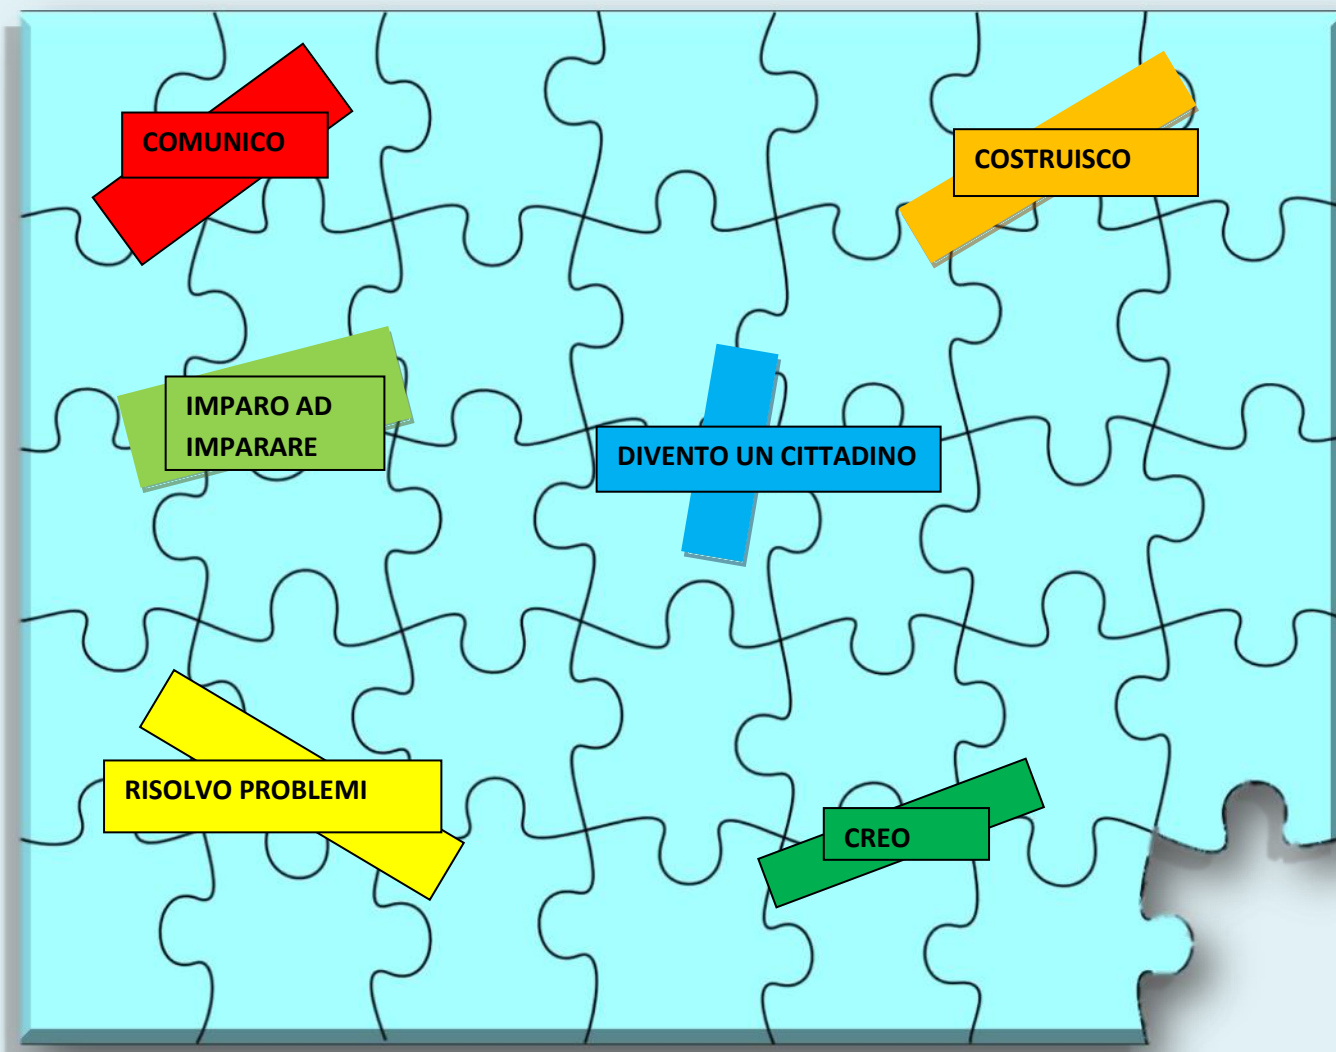 COMUNICO
COSTRUISCO
IMPARO AD
IMPARARE
DIVENTO UN CITTADINO
RISOLVO PROBLEMI
CREO